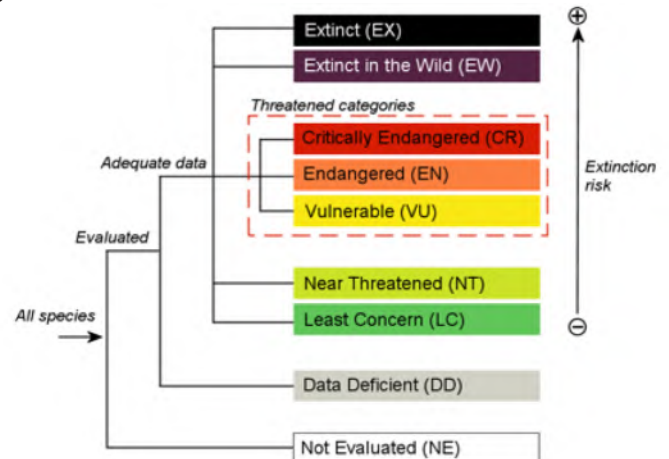 Extinct (EX)
Extinct in the Wild (EW)
Threatened categories
Critically Endangered (CR)
Adequate data
Endangered (EN)
Extinction
risk
Vulnerable (VU)
Evaluated
Near Threatened (NT)
All species
Least Concern (LC)
Data Deficient (DD)
Not Evaluated (NE)